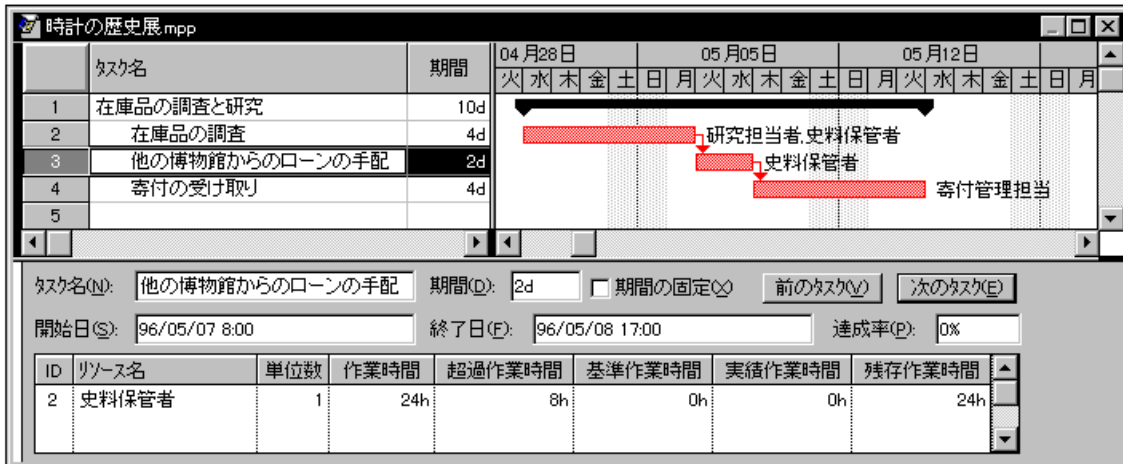 時計の歴史展.mpp
タスク名 期間 04月28日 05月05日 05月12日
火 水 木 金 土 日 月 火 水 木 金 土 日 月 火 水 木 金 土 日 月
1 在庫品の調査と研究 10d
2 在庫品の調査 4d 研究担当者,史料保管者
3 他の博物館からのローンの手配 2d 史料保管者
4 寄付の受け取り 4d 寄付管理担当
5
タスク名(N): 他の博物館からのローンの手配 期間(D): 2d 期間の固定(X) 前のタスク(V) 次のタスク(E)
開始日(S): 96/05/07 8:00 終了日(F): 96/05/08 17:00 達成率(P): 0%
ID リソース名 単位数 作業時間 超過作業時間 基準作業時間 実績作業時間 残存作業時間
2 史料保管者 1 24h 8h 0h 0h 24h